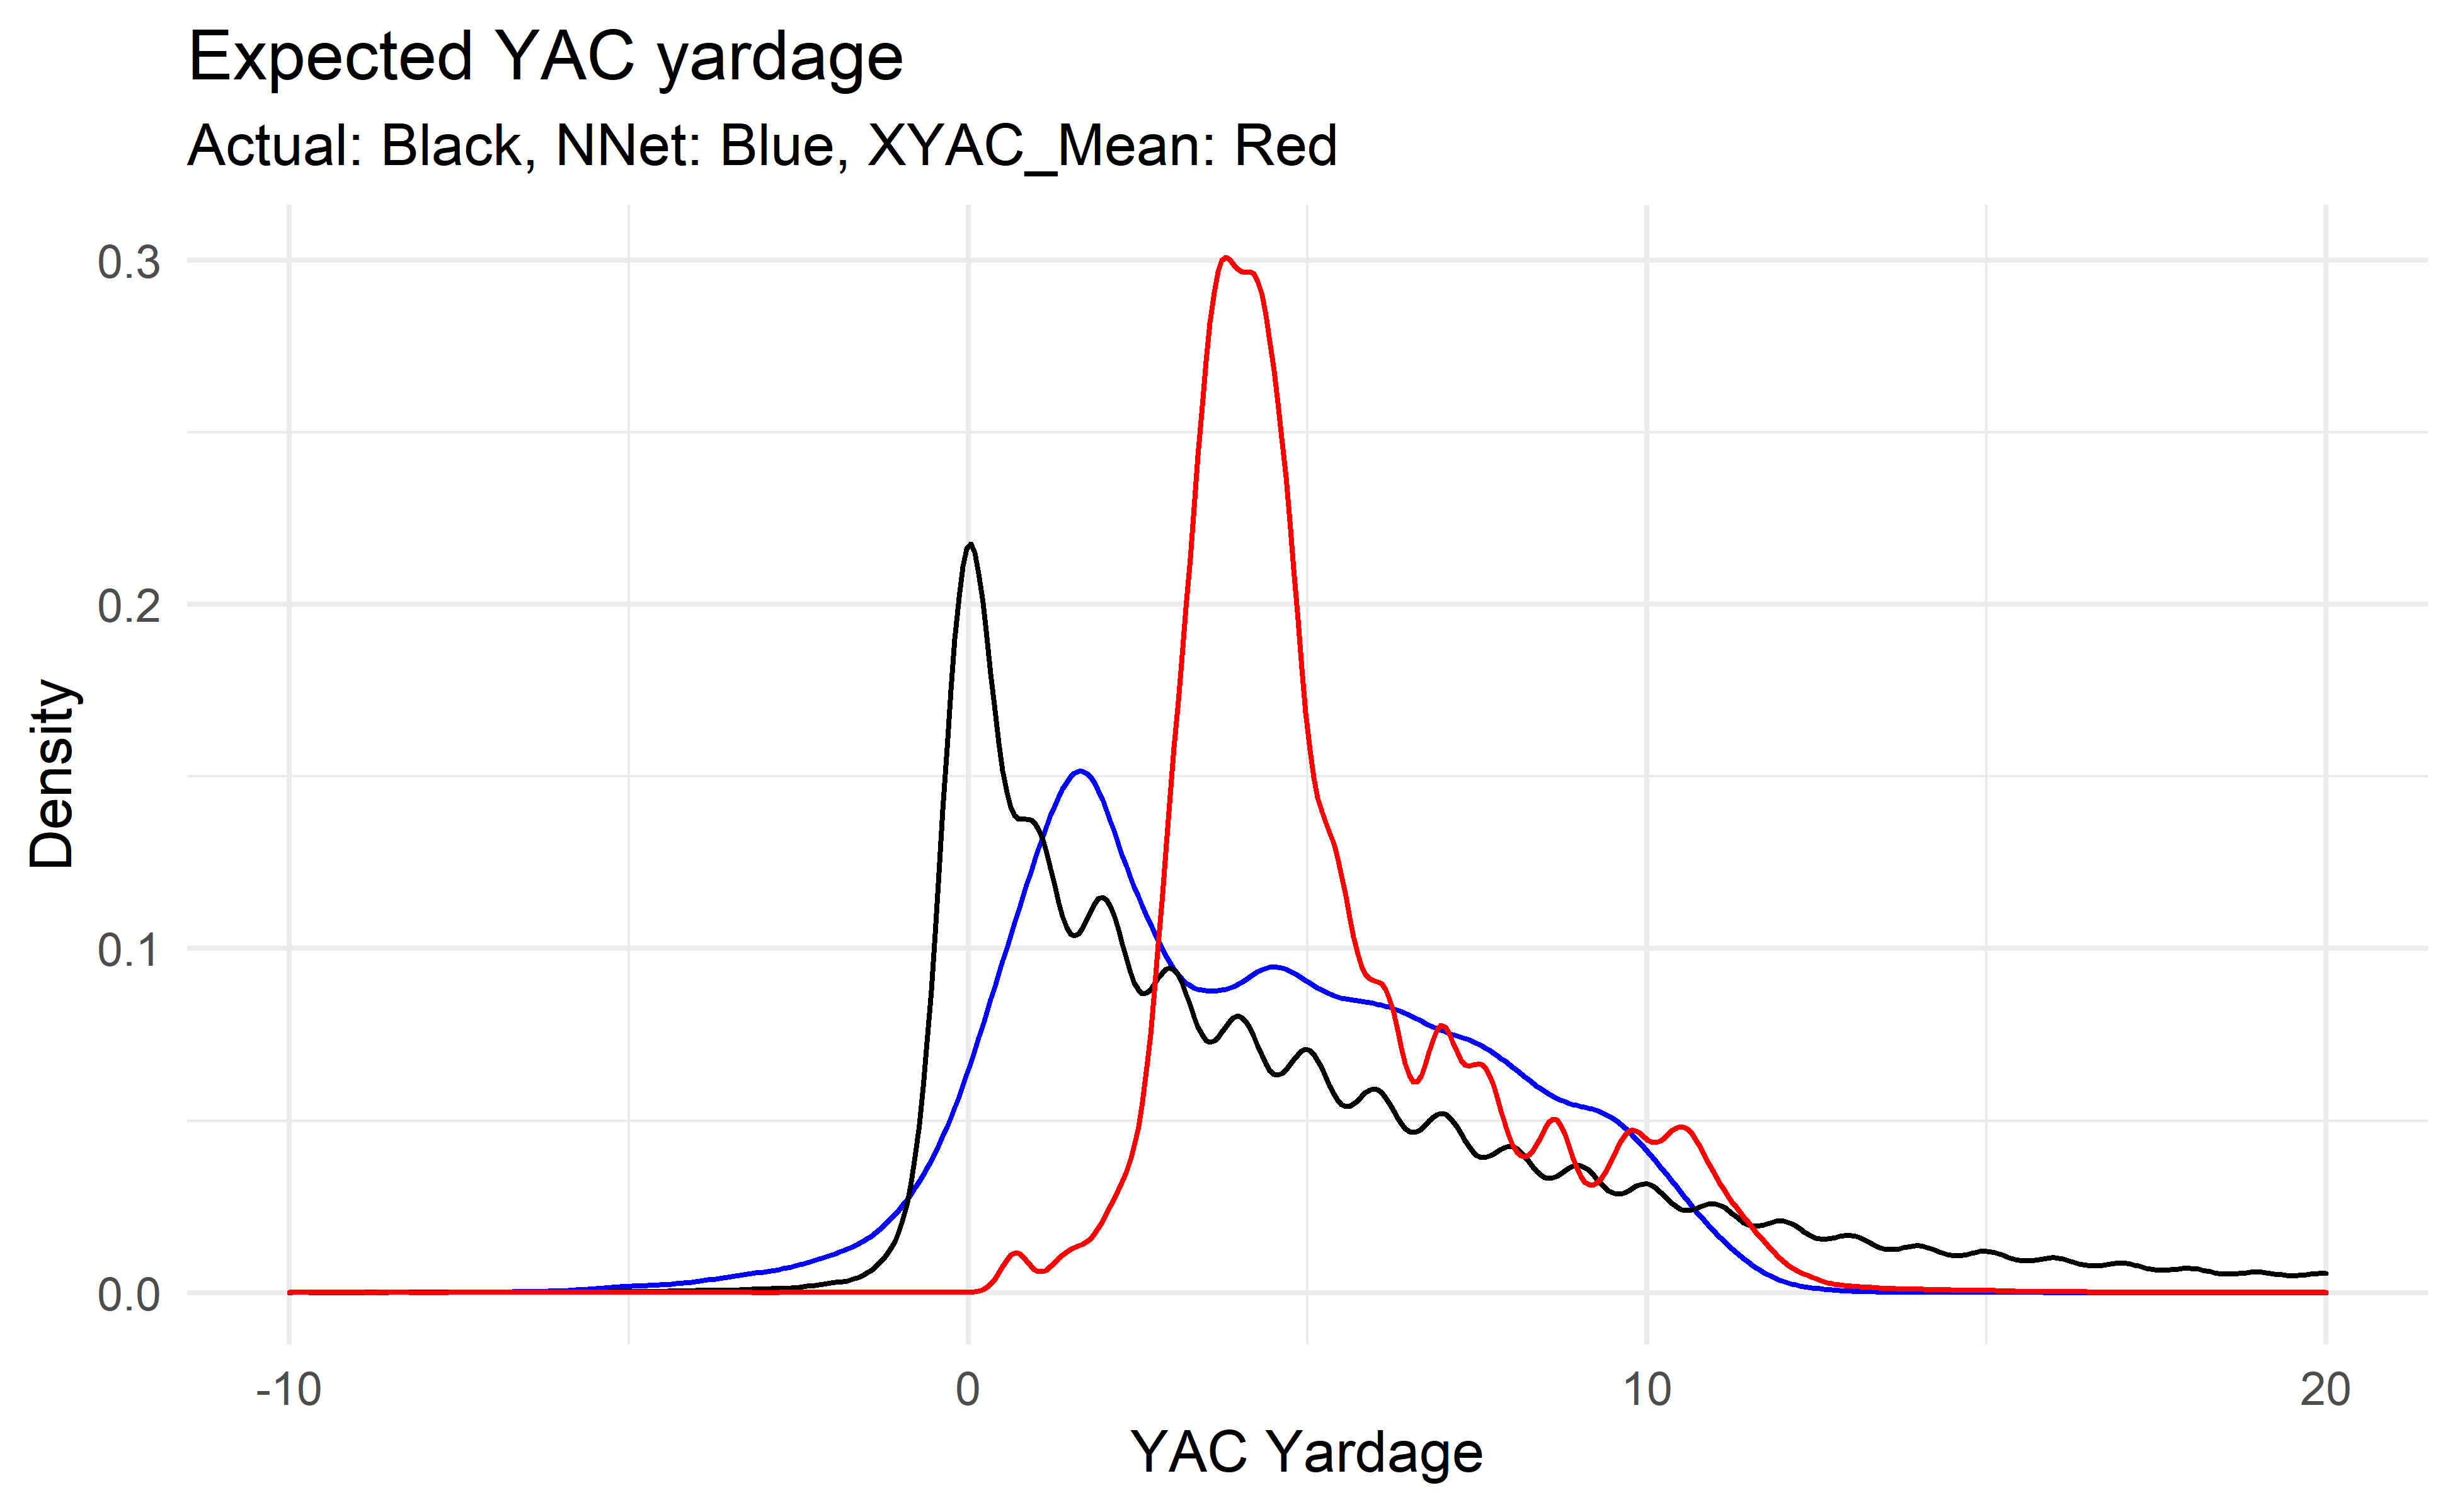 Expected YAC yardage
Actual: Black, NNet: Blue, XYAC_Mean: Red
0.3
0.2
0.1
0.0
Density
-10 0 10 20
YAC Yardage